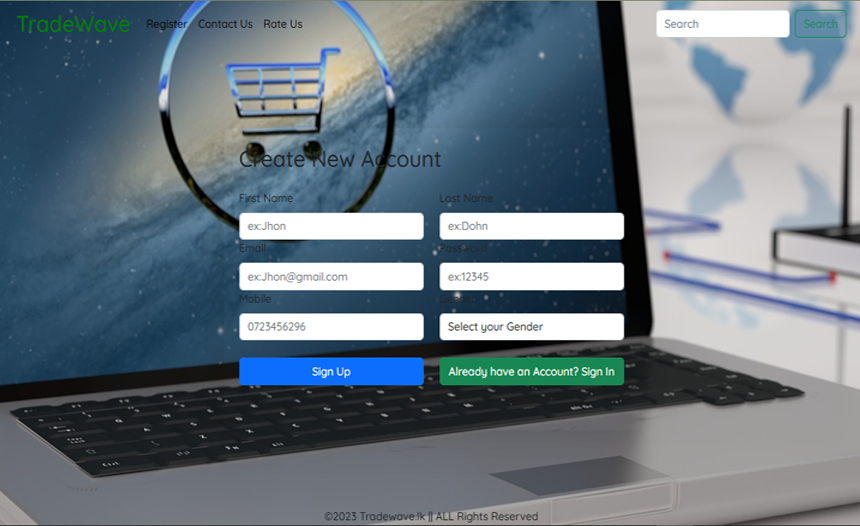 TradeWave Register Contact Us Rate Us Search Search
Create New Account
First Name Last Name
ex:Jhon ex:Dohn
Email Password
ex:Jhon@gmail.com ex:12345
Mobile Gender
0723456296 Select your Gender
Sign Up Already have an Account? Sign In
©2023 Tradewave.lk || ALL Rights Reserved